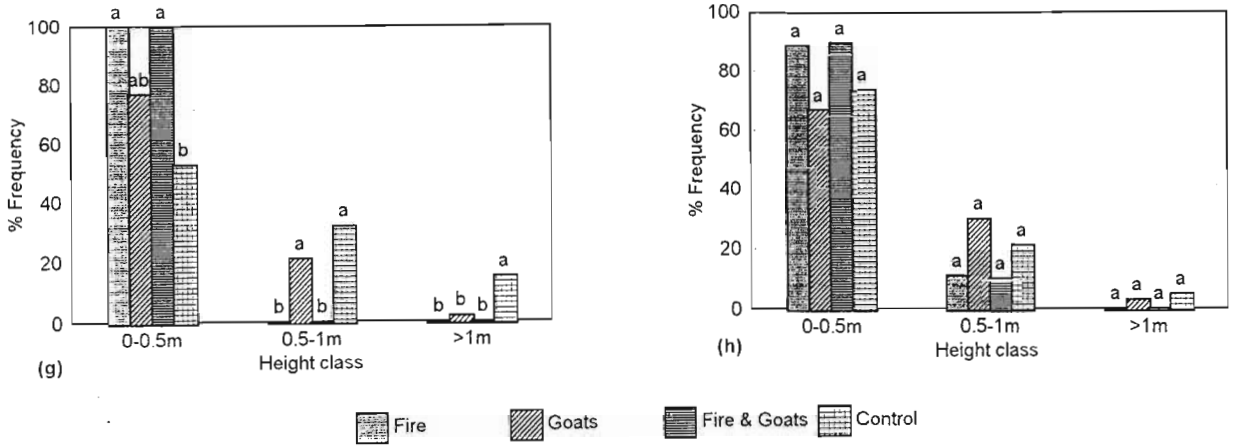 a a
100
ab
80
% Frequency
60
b
40
a
a
20
a
b b
b b b
0
0-0.5m 0.5-1m >1m
Height class
(g)
100
a a
80
a
a
% Frequency
60
40
a
a
20
a a
a a a a
0
0-0.5m 0.5-1m >1m
Height class
(h)
Fire Goats Fire & Goats Control